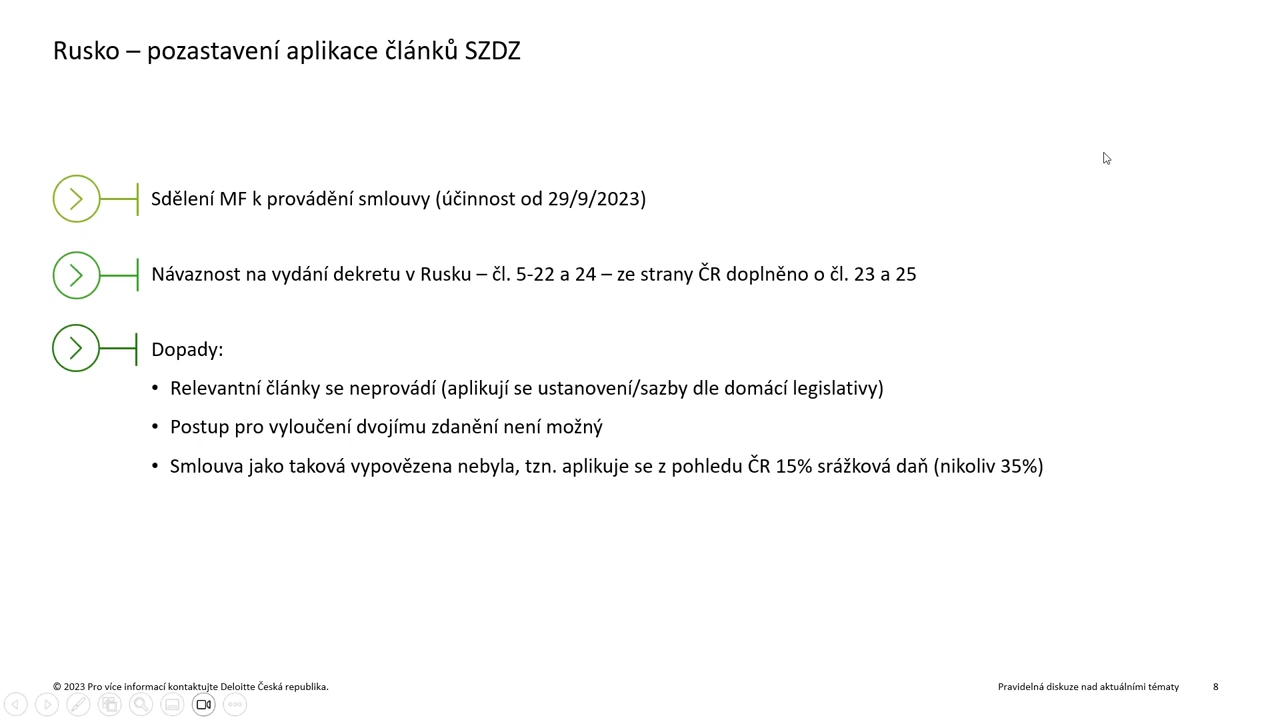 Rusko – pozastavení aplikace článků SZDZ
Sdělení MF k provádění smlouvy (účinnost od 29/9/2023)
Návaznost na vydání dekretu v Rusku – čl. 5-22 a 24 – ze strany ČR doplněno o čl. 23 a 25
Dopady:
• Relevantní články se neprovádí (aplikují se ustanovení/sazby dle domácí legislativy)
• Postup pro vyloučení dvojímu zdanění není možný
• Smlouva jako taková vypovězena nebyla, tzn. aplikuje se z pohledu ČR 15% srážková daň (nikoliv 35%)
© 2023 Pro více informací kontaktujte Deloitte Česká republika.
Pravidelná diskuze nad aktuálními tématy 8